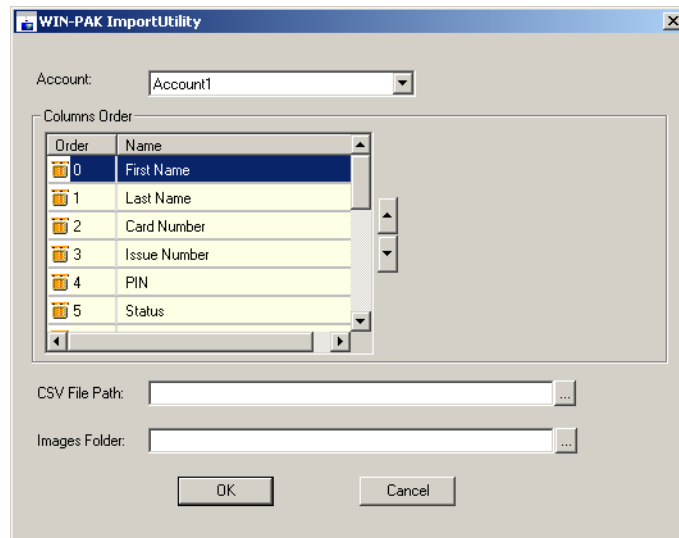 WIN-PAK ImportUtility
Account: Account1
Columns Order
Order Name
0 First Name
1 Last Name
2 Card Number
3 Issue Number
4 PIN
5 Status
CSV File Path: ...
Images Folder: ...
OK Cancel